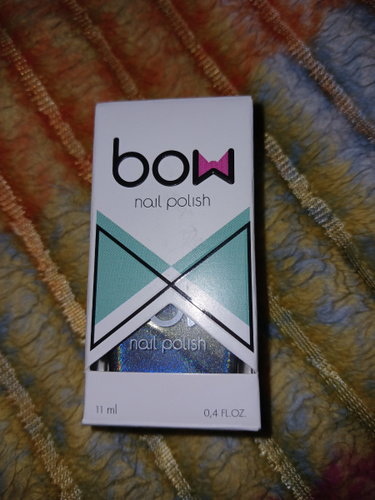 bow
nail polish
nail polish
11 ml
0,4 FL.OZ.